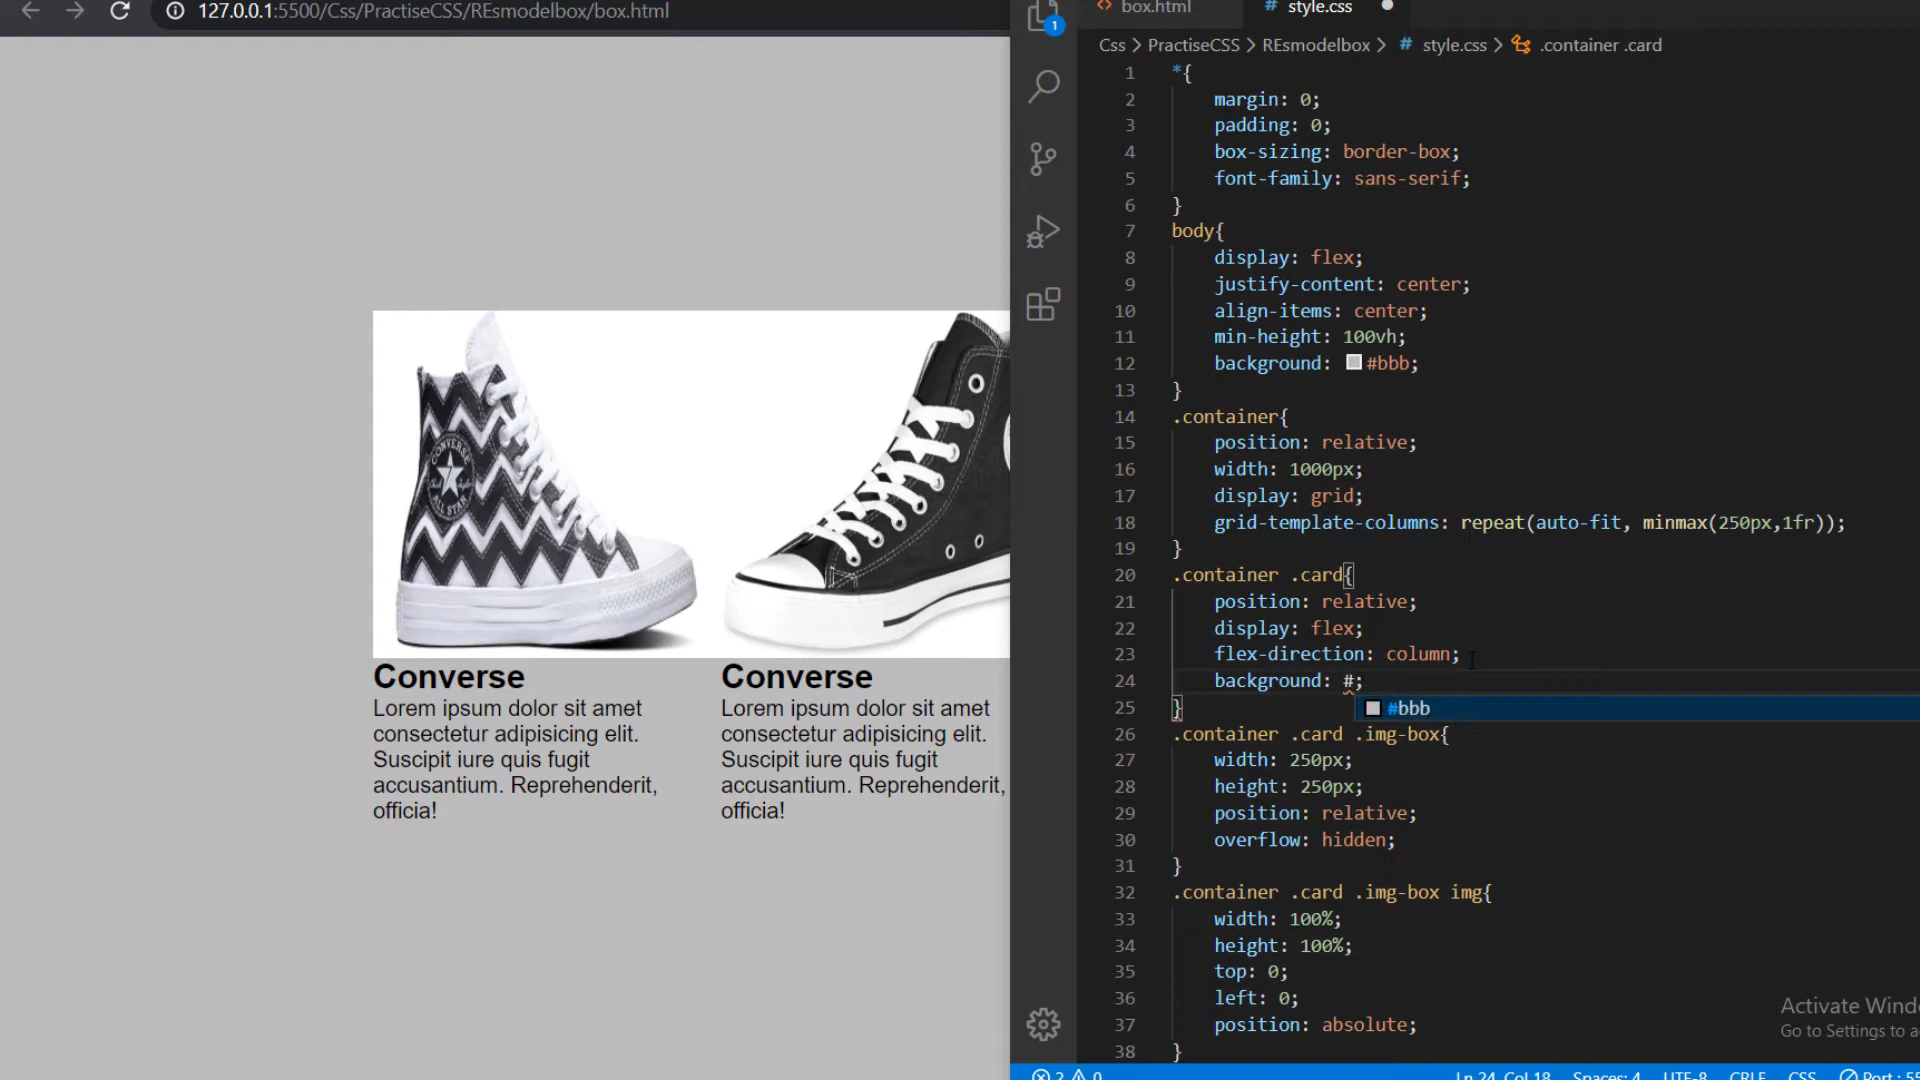 127.0.0.1:5500/Css/PractiseCSS/REsmodelbox/box.html
CONVERSE
ALL STAR
Converse
Lorem ipsum dolor sit amet
consectetur adipisicing elit.
Suscipit iure quis fugit
accusantium. Reprehenderit,
officia!
Converse
Lorem ipsum dolor sit amet
consectetur adipisicing elit.
Suscipit iure quis fugit
accusantium. Reprehenderit,
officia!
1
<> box.html
# style.css
Css > PractiseCSS > REsmodelbox > # style.css > .container .card
1 *{
2 margin: 0;
3 padding: 0;
4 box-sizing: border-box;
5 font-family: sans-serif;
6 }
7 body{
8 display: flex;
9 justify-content: center;
10 align-items: center;
11 min-height: 100vh;
12 background: #bbb;
13 }
14 .container{
15 position: relative;
16 width: 1000px;
17 display: grid;
18 grid-template-columns: repeat(auto-fit, minmax(250px,1fr));
19 }
20 .container .card{
21 position: relative;
22 display: flex;
23 flex-direction: column;
24 background: #;
#bbb
25 }
26 .container .card .img-box{
27 width: 250px;
28 height: 250px;
29 position: relative;
30 overflow: hidden;
31 }
32 .container .card .img-box img{
33 width: 100%;
34 height: 100%;
35 top: 0;
36 left: 0;
37 position: absolute;
38 }
Activate Windo
Go to Settings to a
2 0
Ln 24, Col 18 Spaces: 4 UTF-8 CRLF CSS Port : 55